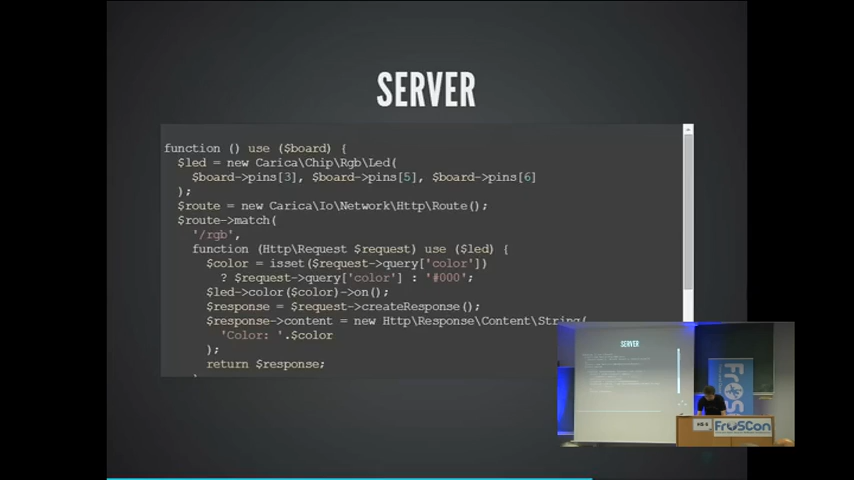 SERVER
function () use ($board) {
$led = new Carica\Chip\Rgb\Led(
$board->pins[3], $board->pins[5], $board->pins[6]
);
$route = new Carica\Io\Network\Http\Route();
$route->match(
'/rgb',
function (Http\Request $request) use ($led) {
$color = isset($request->query['color'])
? $request->query['color'] : '#000';
$led->color($color)->on();
$response = $request->createResponse();
$response->content = new Http\Response\Content\String(
'Color: '.$color
);
return $response;
SERVER
FrOSCon
FrOSCon